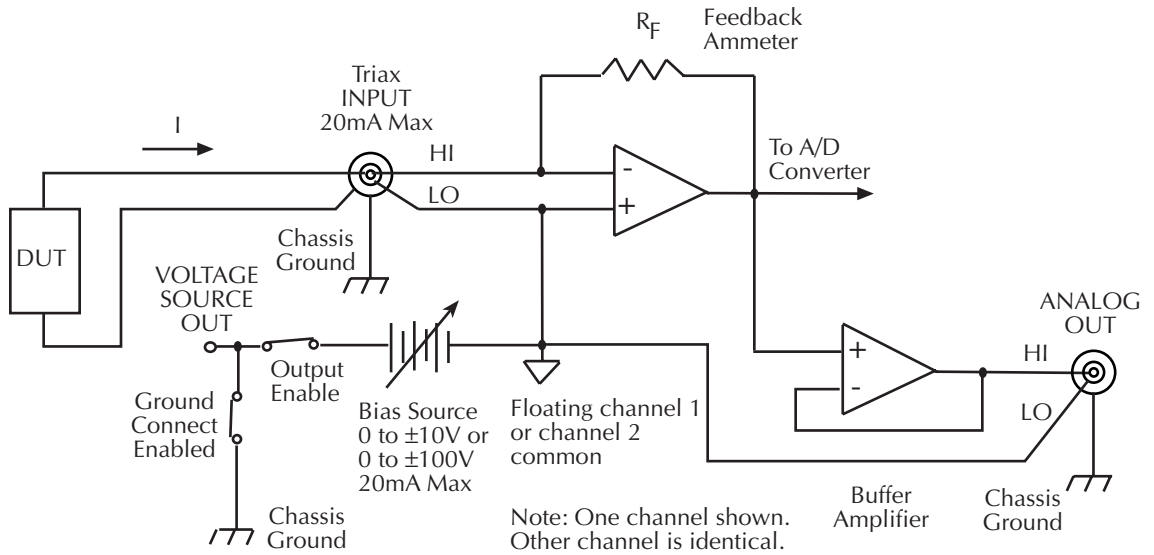 R_F
Feedback
Ammeter
Triax
INPUT
20mA Max
I
HI
LO
-
+
To A/D
Converter
DUT
Chassis
Ground
VOLTAGE
SOURCE
OUT
Output
Enable
Ground
Connect
Enabled
Bias Source
0 to ±10V or
0 to ±100V
20mA Max
Floating channel 1
or channel 2
common
+
-
ANALOG
OUT
HI
LO
Buffer
Amplifier
Chassis
Ground
Chassis
Ground
Note: One channel shown.
Other channel is identical.